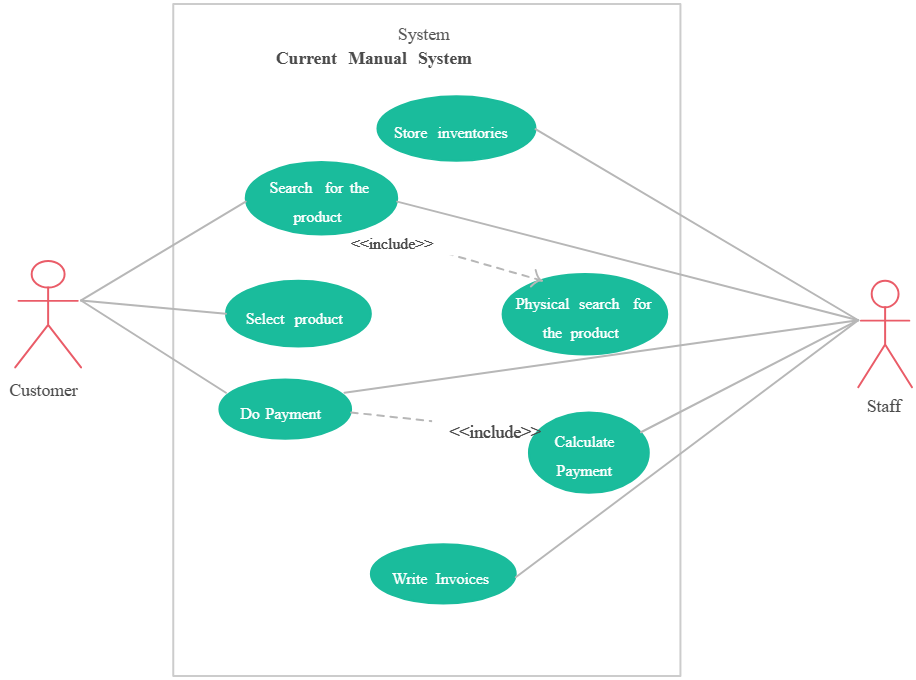 System
Current Manual System
Store inventories
Search for the
product
<<include>>
Physical search for
the product
Select product
Customer
Staff
Do Payment
<<include>>
Calculate
Payment
Write Invoices